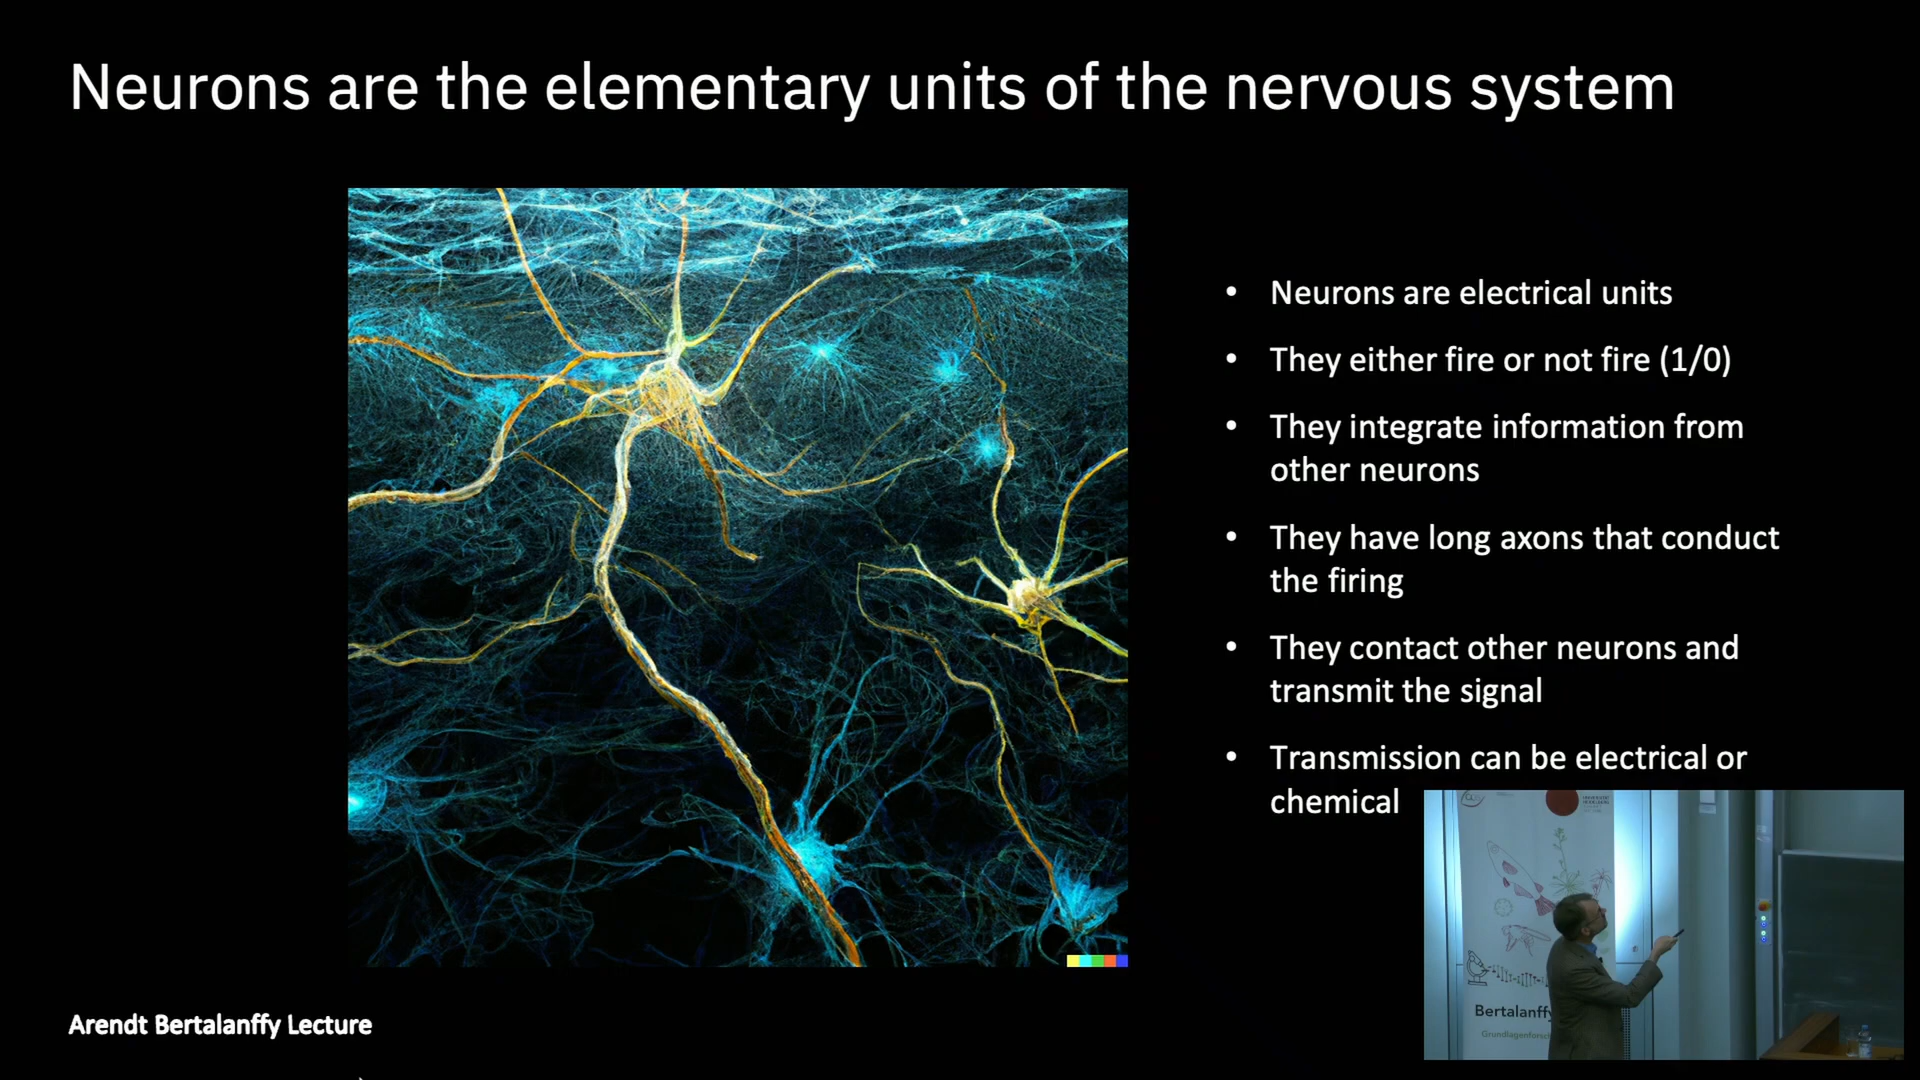 Neurons are the elementary units of the nervous system
• Neurons are electrical units
• They either fire or not fire (1/0)
• They integrate information from
other neurons
• They have long axons that conduct
the firing
• They contact other neurons and
transmit the signal
• Transmission can be electrical or
chemical
Bertalanffy
Arendt Bertalanffy Lecture